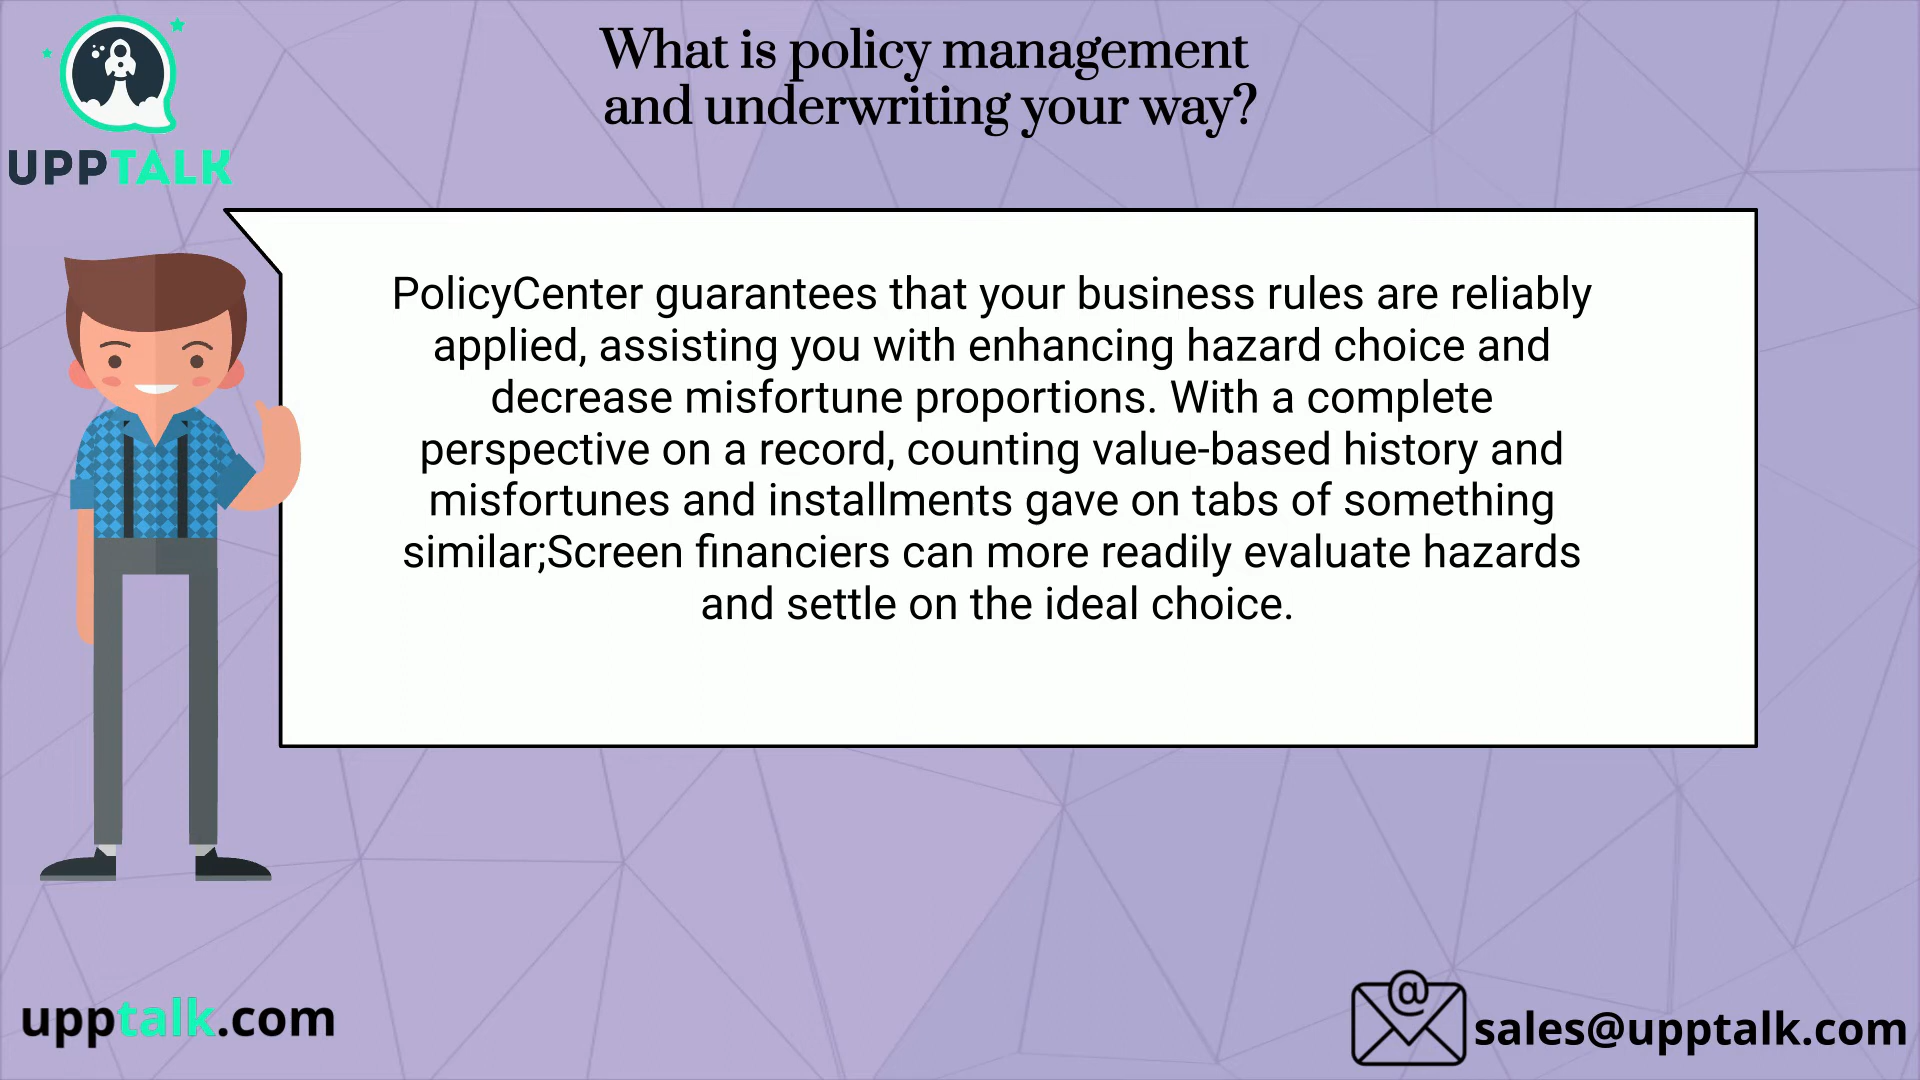 UPPTALK
What is policy management
and underwriting your way?
PolicyCenter guarantees that your business rules are reliably
applied, assisting you with enhancing hazard choice and
decrease misfortune proportions. With a complete
perspective on a record, counting value-based history and
misfortunes and installments gave on tabs of something
similar;Screen financiers can more readily evaluate hazards
and settle on the ideal choice.
upptalk.com
@
sales@upptalk.com